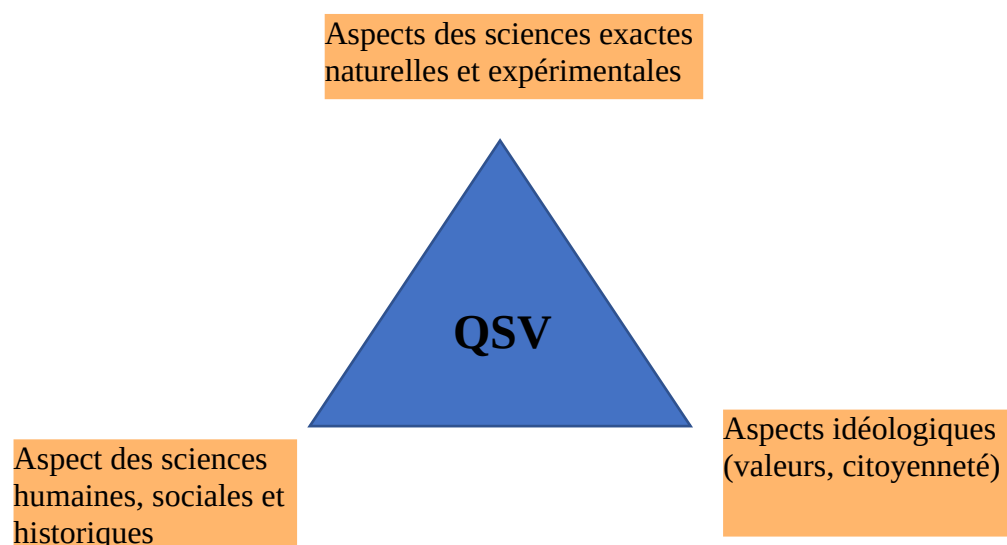 Aspects des sciences exactes
naturelles et expérimentales
QSV
Aspects idéologiques
(valeurs, citoyenneté)
Aspect des sciences
humaines, sociales et
historiques